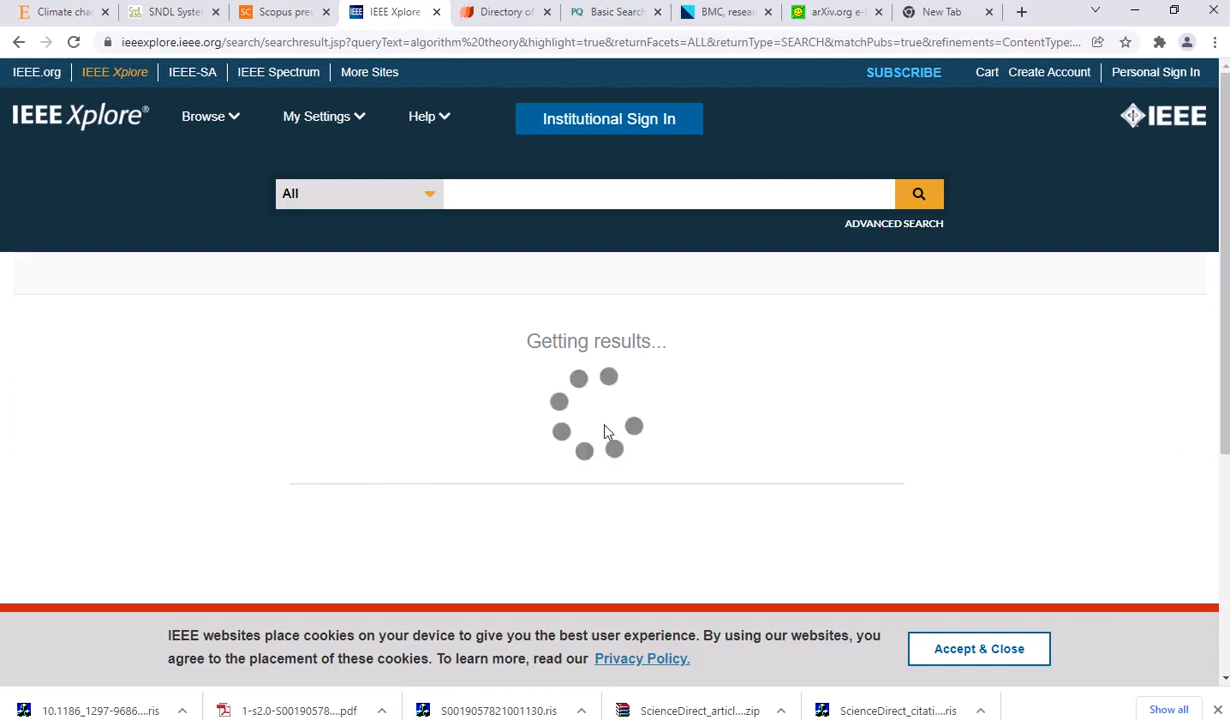 Climate cha
SNDL System
Scopus prev
IEEE Xplore
Directory of
Basic Search
BMC, resear
arXiv.org e-P
New Tab
ieeexplore.ieee.org/search/searchresult.jsp?queryText=algorithm%20theory&highlight=true&returnFacets=ALL&returnType=SEARCH&matchPubs=true&refinements=ContentType:...
IEEE.org
IEEE Xplore
IEEE-SA
IEEE Spectrum
More Sites
SUBSCRIBE
Cart
Create Account
Personal Sign In
IEEE Xplore®
Browse
My Settings
Help
Institutional Sign In
IEEE
All
ADVANCED SEARCH
Getting results...
IEEE websites place cookies on your device to give you the best user experience. By using our websites, you
agree to the placement of these cookies. To learn more, read our Privacy Policy.
Accept & Close
10.1186_1297-9686....ris
1-s2.0-S00190578....pdf
S0019057821001130.ris
ScienceDirect_articl....zip
ScienceDirect_citati....ris
Show all